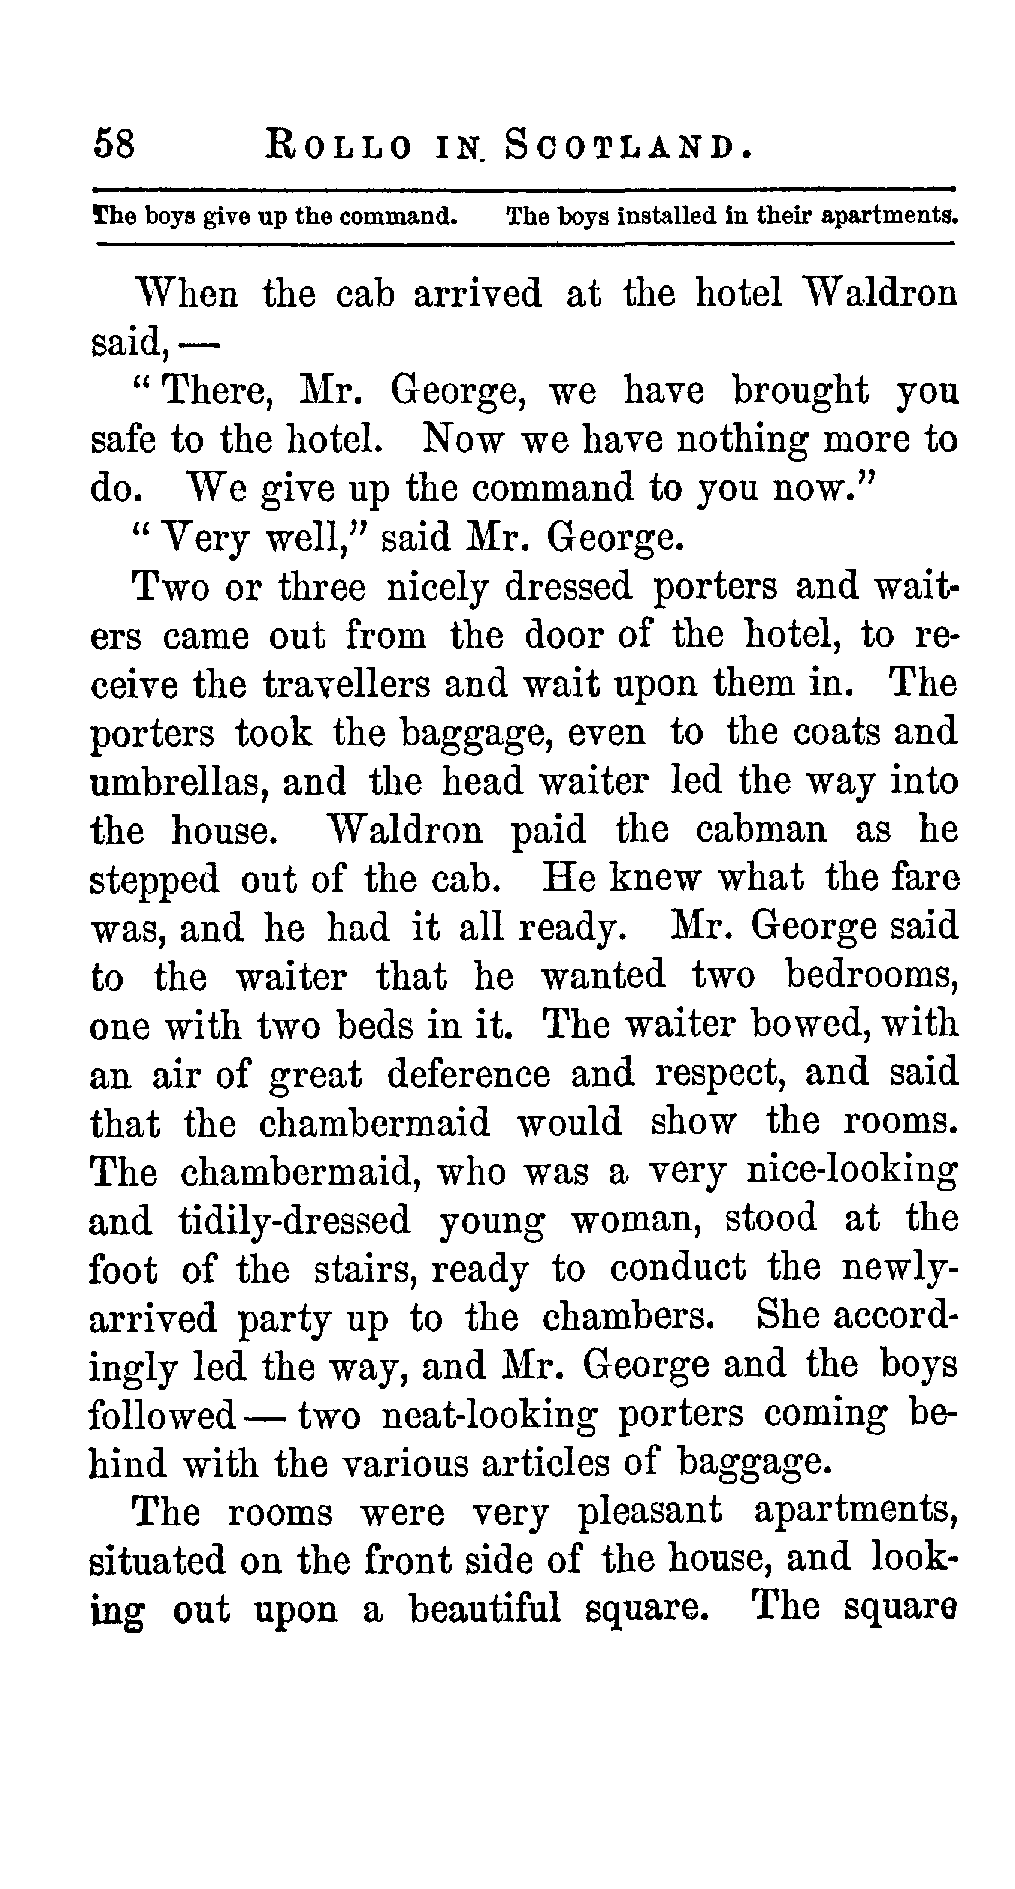 58 ROLLO IN SCOTLAND.
The boys give up the command. The boys installed in their apartments.
When the cab arrived at the hotel Waldron
said, —
“ There, Mr. George, we have brought you
safe to the hotel. Now we have nothing more to
do. We give up the command to you now.”
“ Very well,” said Mr. George.
Two or three nicely dressed porters and wait-
ers came out from the door of the hotel, to re-
ceive the travellers and wait upon them in. The
porters took the baggage, even to the coats and
umbrellas, and the head waiter led the way into
the house. Waldron paid the cabman as he
stepped out of the cab. He knew what the fare
was, and he had it all ready. Mr. George said
to the waiter that he wanted two bedrooms,
one with two beds in it. The waiter bowed, with
an air of great deference and respect, and said
that the chambermaid would show the rooms.
The chambermaid, who was a very nice-looking
and tidily-dressed young woman, stood at the
foot of the stairs, ready to conduct the newly-
arrived party up to the chambers. She accord-
ingly led the way, and Mr. George and the boys
followed — two neat-looking porters coming be-
hind with the various articles of baggage.
The rooms were very pleasant apartments,
situated on the front side of the house, and look-
ing out upon a beautiful square. The square